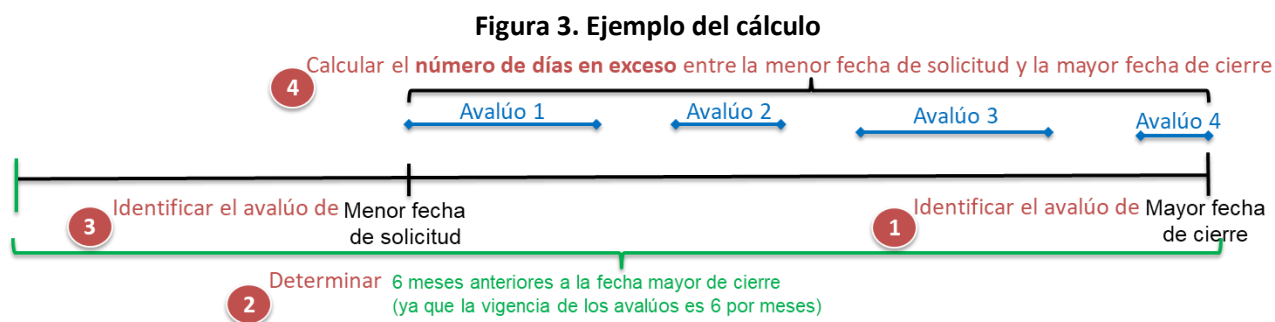 Figura 3. Ejemplo del cálculo
4 Calcular el número de días en exceso entre la menor fecha de solicitud y la mayor fecha de cierre
Avalúo 1
Avalúo 2
Avalúo 3
Avalúo 4
3 Identificar el avalúo de Menor fecha
de solicitud
1 Identificar el avalúo de Mayor fecha
de cierre
2 Determinar 6 meses anteriores a la fecha mayor de cierre
(ya que la vigencia de los avalúos es 6 por meses)